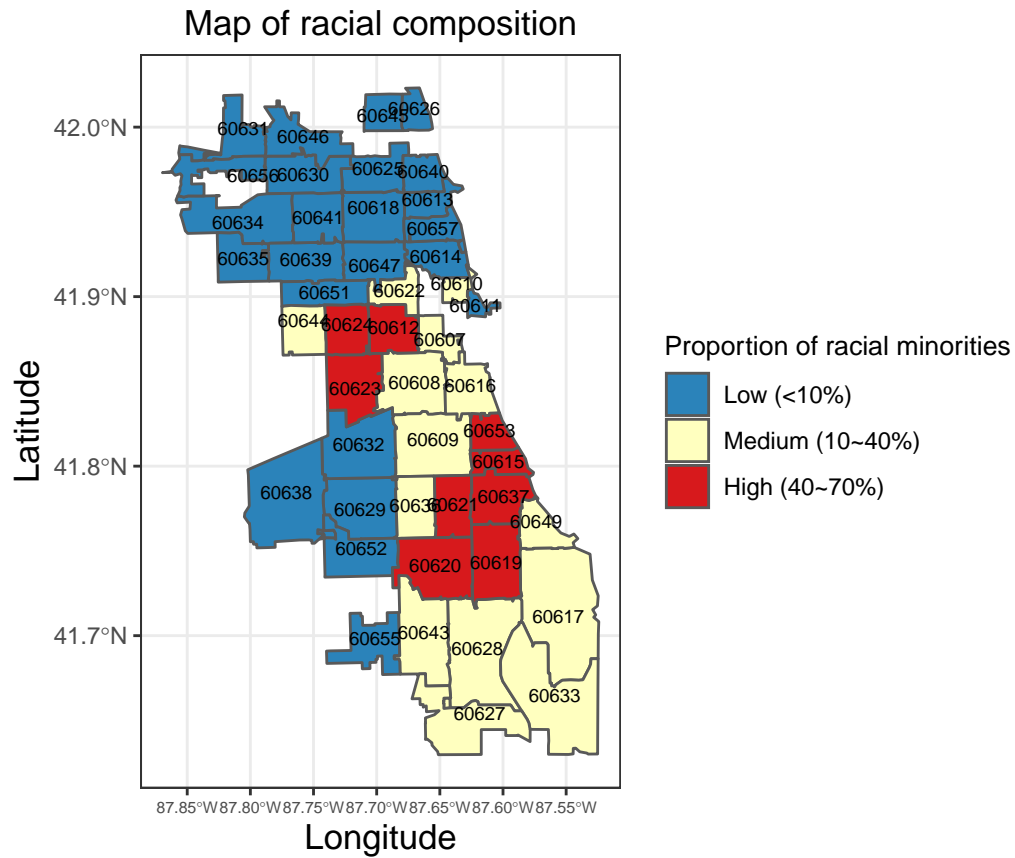 Map of racial composition
42.0°N
41.9°N
41.8°N
41.7°N
Latitude
60645
60626
60631
60646
60656
60630
60625
60640
60634
60641
60618
60613
60657
60635
60639
60647
60614
60651
60622
60610
60611
60644
60624
60612
60607
60623
60608
60616
60632
60609
60653
60615
60638
60629
60636
60621
60637
60649
60652
60620
60619
60617
60655
60643
60628
60633
60627
87.85°W
87.80°W
87.75°W
87.70°W
87.65°W
87.60°W
87.55°W
Longitude
Proportion of racial minorities
Low (<10%)
Medium (10~40%)
High (40~70%)